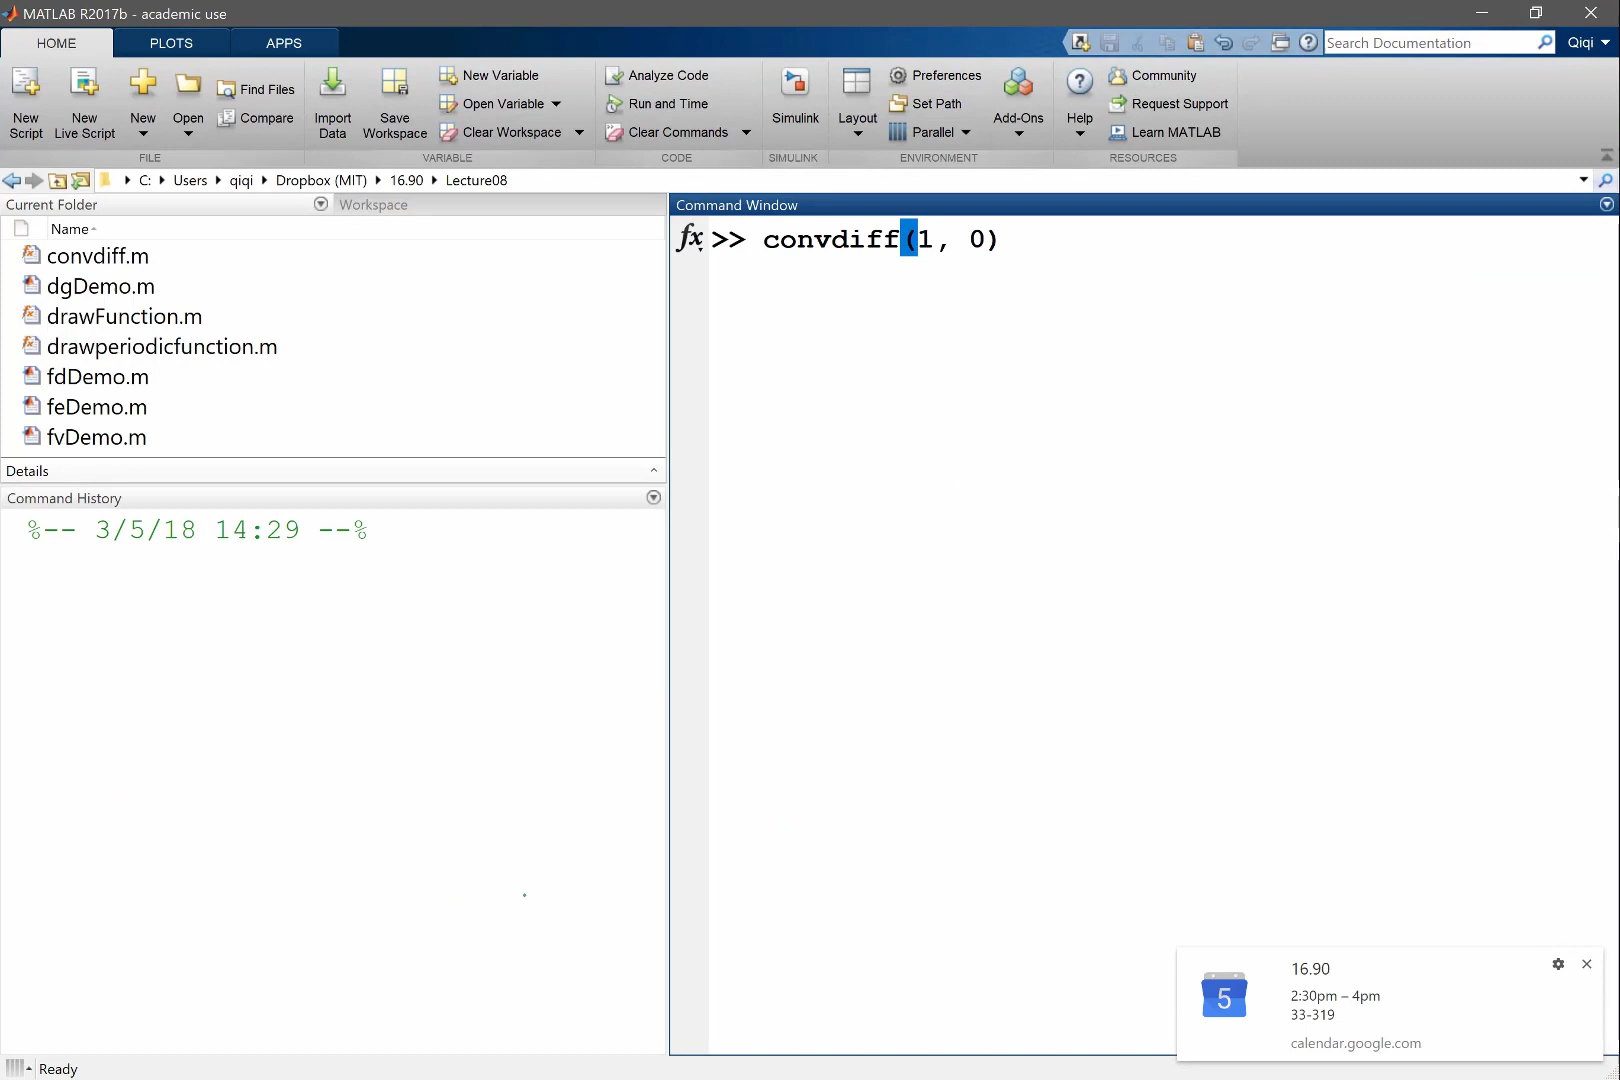 MATLAB R2017b - academic use
HOME PLOTS APPS
Search Documentation Qiqi
New Script
New Live Script
New
Open
Find Files
Compare
FILE
Import Data
Save Workspace
New Variable
Open Variable
Clear Workspace
VARIABLE
Analyze Code
Run and Time
Clear Commands
CODE
Simulink
SIMULINK
Layout
Preferences
Set Path
Parallel
Add-Ons
ENVIRONMENT
Help
Community
Request Support
Learn MATLAB
RESOURCES
C: Users qiqi Dropbox (MIT) 16.90 Lecture08
Current Folder Workspace
Name
convdiff.m
dgDemo.m
drawFunction.m
drawperiodicfunction.m
fdDemo.m
feDemo.m
fvDemo.m
Details
Command History
%-- 3/5/18 14:29 --%
Command Window
fx >> convdiff(1, 0)
5
16.90
2:30pm – 4pm
33-319
calendar.google.com
Ready